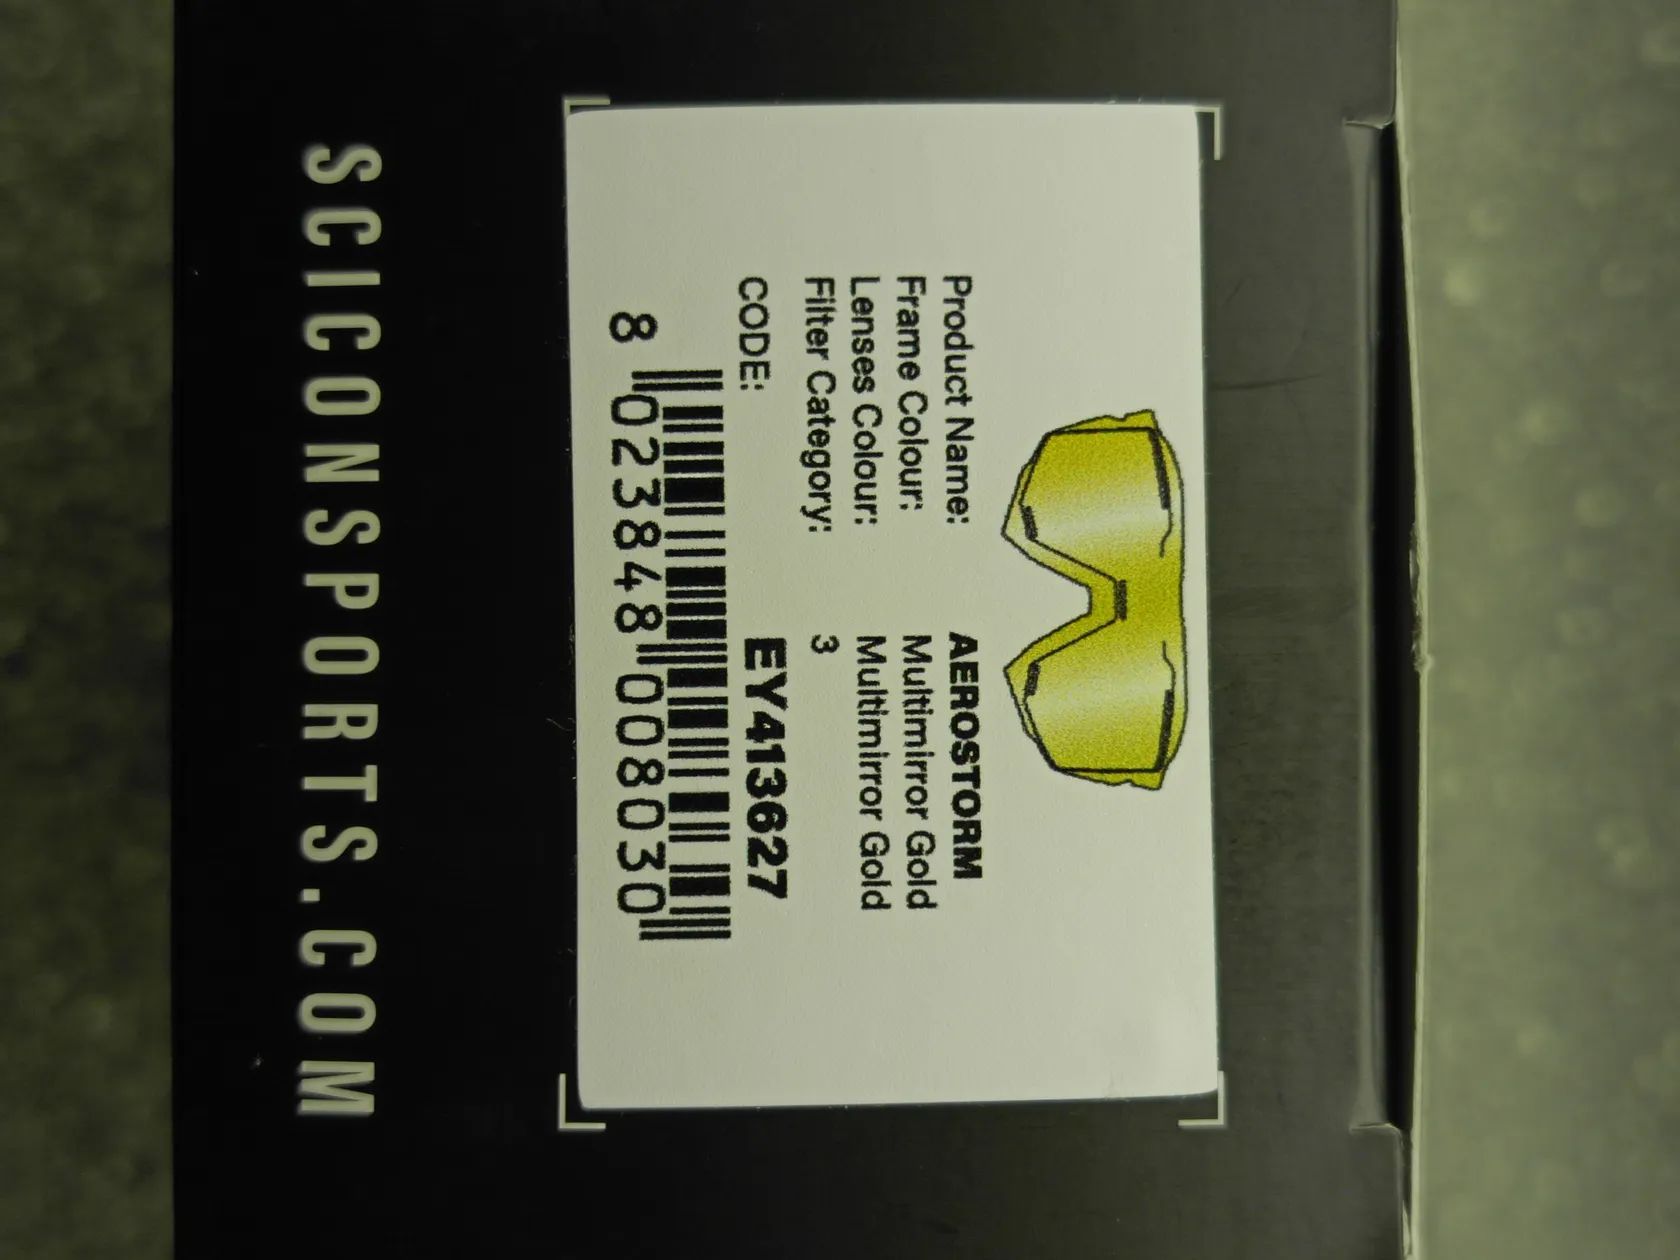 Product Name: AEROSTORM
Frame Colour: Multimirror Gold
Lenses Colour: Multimirror Gold
Filter Category: 3
CODE: EY413627
8 023848 008030
SCICONSPORTS.COM